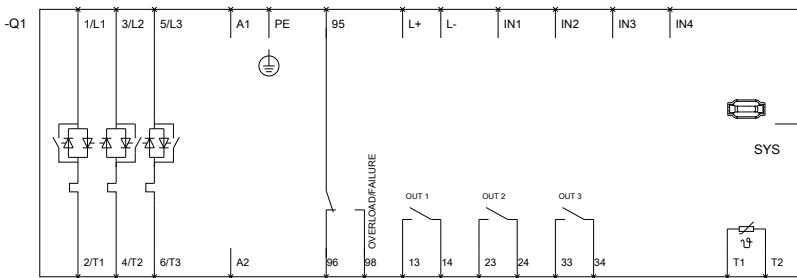 -Q1 1/L1 3/L2 5/L3 A1 PE 95 L+ L- IN1 IN2 IN3 IN4
SYS
OVERLOAD/FAILURE
OUT 1 OUT 2 OUT 3
ϑ
2/T1 4/T2 6/T3 A2 96 98 13 14 23 24 33 34 T1 T2